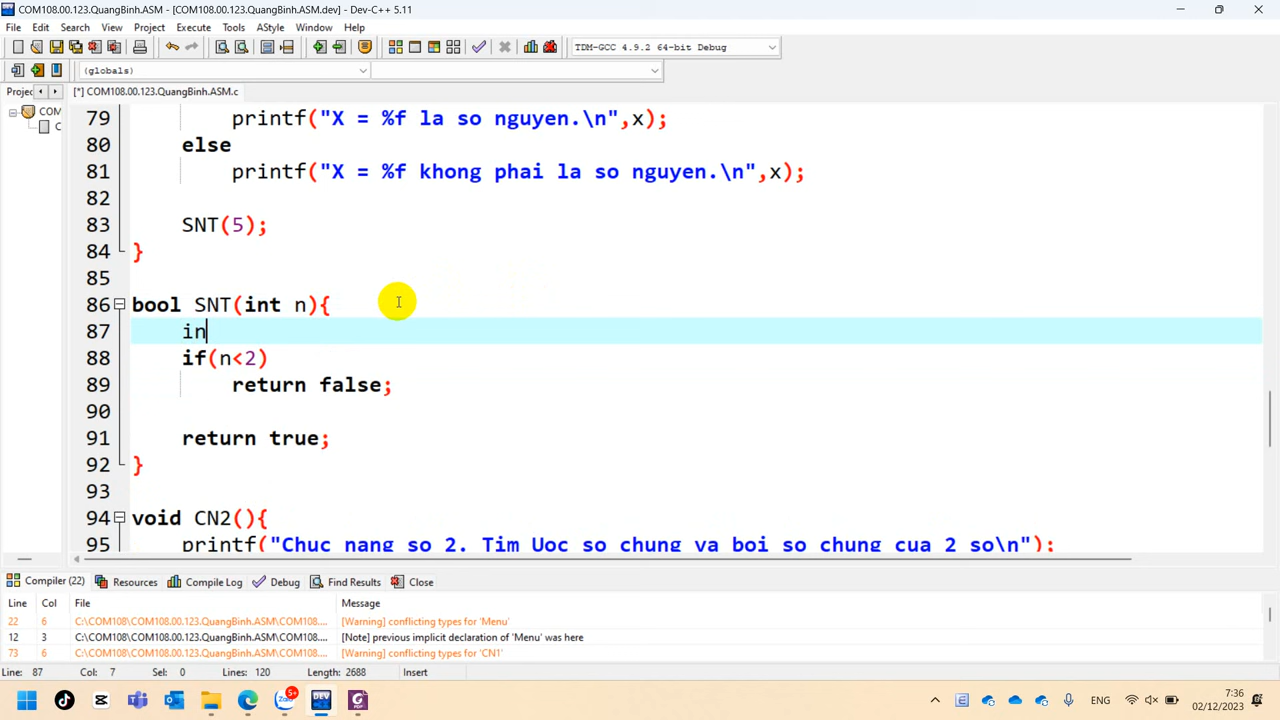 COM108.00.123.QuangBinh.ASM - [COM108.00.123.QuangBinh.ASM.dev] - Dev-C++ 5.11
File Edit Search View Project Execute Tools AStyle Window Help
TDM-GCC 4.9.2 64-bit Debug
(globals)
Projec [*] COM108.00.123.QuangBinh.ASM.c
COM
C
79 printf("X = %f la so nguyen.\n",x);
80 else
81 printf("X = %f khong phai la so nguyen.\n",x);
82
83 SNT(5);
84 }
85
86 bool SNT(int n){
87 in
88 if(n<2)
89 return false;
90
91 return true;
92 }
93
94 void CN2(){
95 printf("Chuc nang so 2. Tim Uoc so chung va boi so chung cua 2 so\n");
Compiler (22) Resources Compile Log Debug Find Results Close
Line Col File Message
22 6 C:\COM108\COM108.00.123.QuangBinh.ASM\COM108.... [Warning] conflicting types for 'Menu'
12 3 C:\COM108\COM108.00.123.QuangBinh.ASM\COM108.... [Note] previous implicit declaration of 'Menu' was here
73 6 C:\COM108\COM108.00.123.QuangBinh.ASM\COM108.... [Warning] conflicting types for 'CN1'
Line: 87 Col: 7 Sel: 0 Lines: 120 Length: 2688 Insert
DEV
5+
Zalo
ENG
7:36
02/12/2023